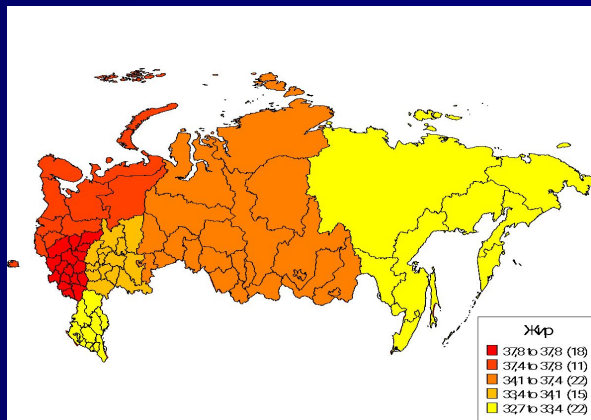 Жир
37,8 to 37,8 (18)
37,4 to 37,8 (11)
34,1 to 37,4 (22)
33,4 to 34,1 (15)
32,7 to 33,4 (22)